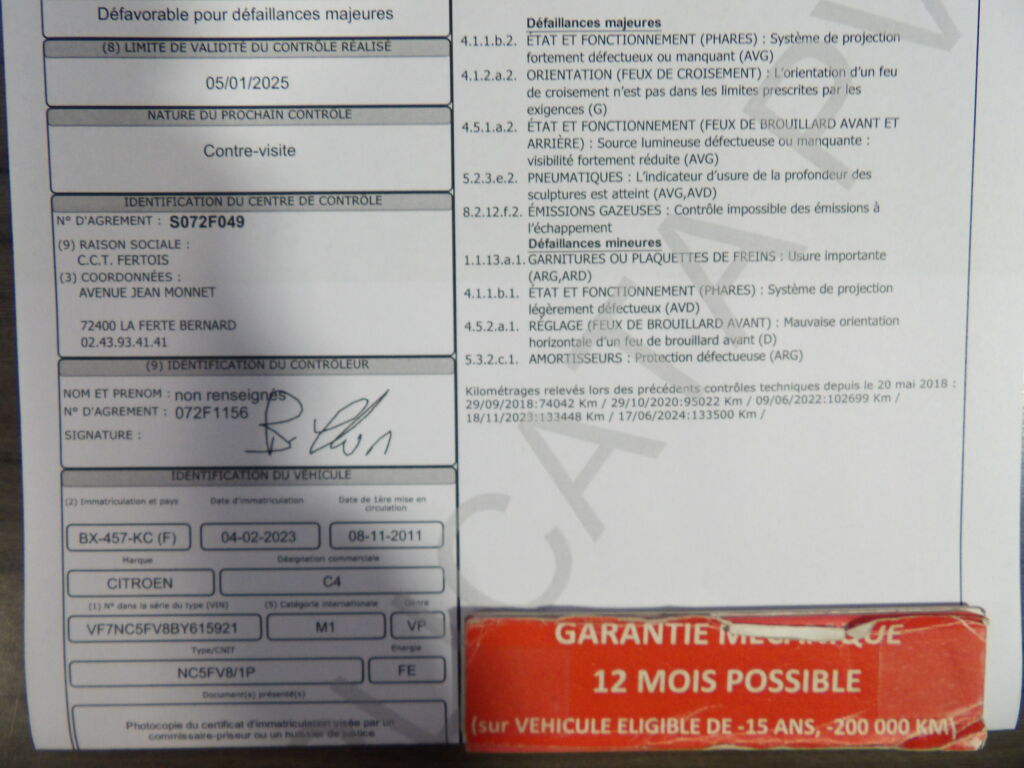 Défavorable pour défaillances majeures
(8) LIMITE DE VALIDITÉ DU CONTRÔLE RÉALISÉ
05/01/2025
NATURE DU PROCHAIN CONTRÔLE
Contre-visite
IDENTIFICATION DU CENTRE DE CONTRÔLE
N° D'AGREMENT : S072F049
(9) RAISON SOCIALE :
C.C.T. FERTOIS
(3) COORDONNÉES :
AVENUE JEAN MONNET
72400 LA FERTE BERNARD
02.43.93.41.41
(9) IDENTIFICATION DU CONTRÔLEUR
NOM ET PRENOM : non renseignés
N° D'AGREMENT : 072F1156
SIGNATURE :
IDENTIFICATION DU VÉHICULE
(2) Immatriculation et pays Date d'immatriculation Date de 1ère mise en
circulation
BX-457-KC (F) 04-02-2023 08-11-2011
Marque Désignation commerciale
CITROEN C4
(1) N° dans la série du type (VIN) (5) Catégorie internationale Genre
VF7NC5FV8BY615921 M1 VP
Type/CNIT Energie
NC5FV8/1P FE
Document(s) présenté(s)
Photocopie du certificat d'immatriculation visée par un
commissaire-priseur ou un huissier de justice
Défaillances majeures
4.1.1.b.2. ÉTAT ET FONCTIONNEMENT (PHARES) : Système de projection
fortement défectueux ou manquant (AVG)
4.1.2.a.2. ORIENTATION (FEUX DE CROISEMENT) : L'orientation d'un feu
de croisement n'est pas dans les limites prescrites par les
exigences (G)
4.5.1.a.2. ÉTAT ET FONCTIONNEMENT (FEUX DE BROUILLARD AVANT ET
ARRIÈRE) : Source lumineuse défectueuse ou manquante :
visibilité fortement réduite (AVG)
5.2.3.e.2. PNEUMATIQUES : L'indicateur d'usure de la profondeur des
sculptures est atteint (AVG,AVD)
8.2.12.f.2. ÉMISSIONS GAZEUSES : Contrôle impossible des émissions à
l'échappement
Défaillances mineures
1.1.13.a.1. GARNITURES OU PLAQUETTES DE FREINS : Usure importante
(ARG,ARD)
4.1.1.b.1. ÉTAT ET FONCTIONNEMENT (PHARES) : Système de projection
légèrement défectueux (AVD)
4.5.2.a.1. RÉGLAGE (FEUX DE BROUILLARD AVANT) : Mauvaise orientation
horizontale d'un feu de brouillard avant (D)
5.3.2.c.1. AMORTISSEURS : Protection défectueuse (ARG)
Kilométrages relevés lors des précédents contrôles techniques depuis le 20 mai 2018 :
29/09/2018:74042 Km / 29/10/2020:95022 Km / 09/06/2022:102699 Km /
18/11/2023:133448 Km / 17/06/2024:133500 Km /
GARANTIE MECANIQUE
12 MOIS POSSIBLE
(sur VEHICULE ELIGIBLE DE -15 ANS, -200 000 KM)